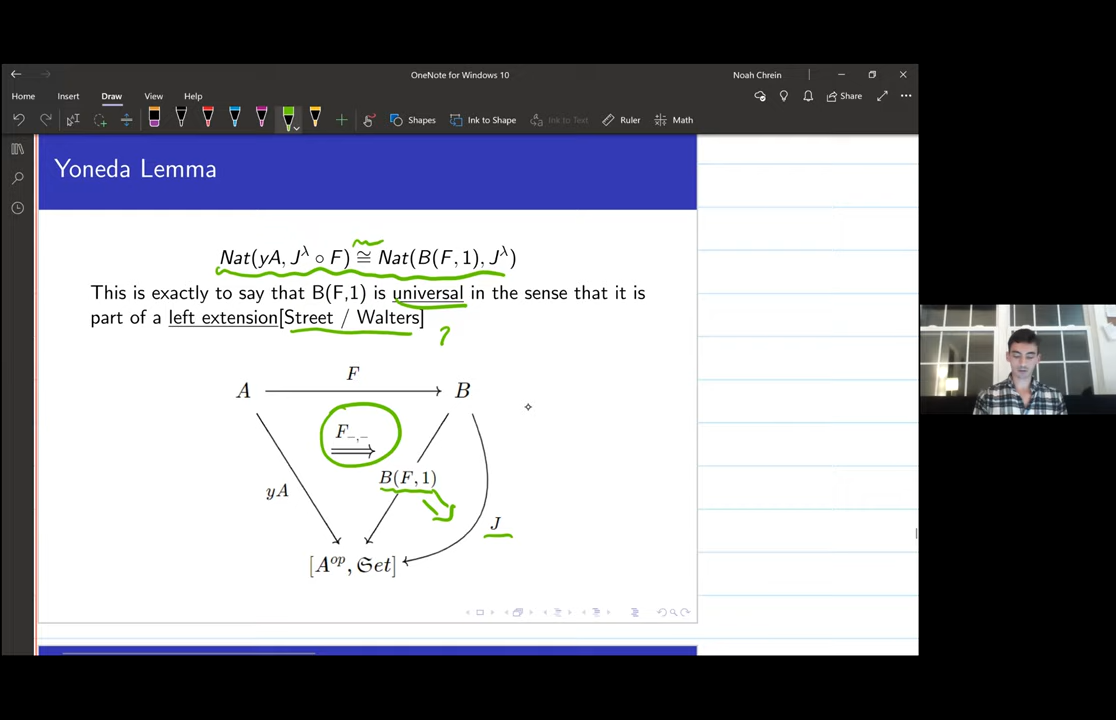 OneNote for Windows 10
Noah Chrein
Home Insert Draw View Help
Share
Shapes Ink to Shape Ink to Text Ruler Math
Yoneda Lemma
Nat(yA, J^λ ∘ F) ≅ Nat(B(F, 1), J^λ)
This is exactly to say that B(F,1) is universal in the sense that it is
part of a left extension[Street / Walters]
?
F
A B
F_{-,-}
B(F, 1)
yA
J
[A^{op}, 𝔖et]